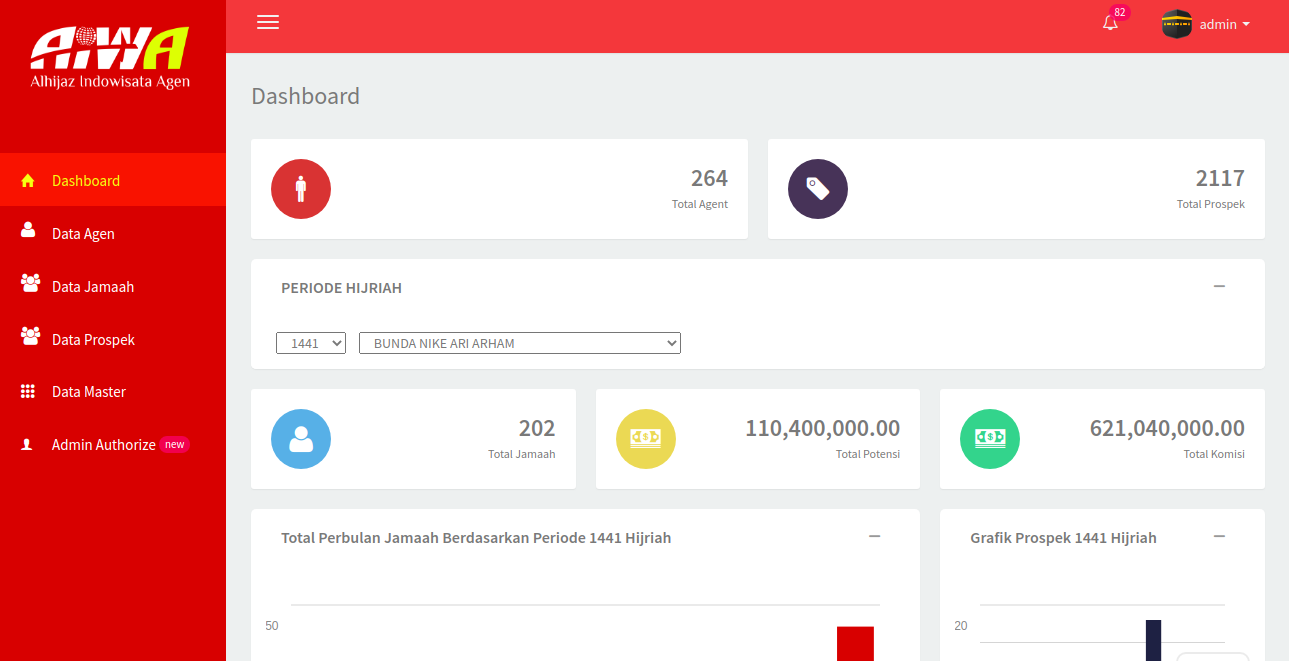 AIWA
Alhijaz Indowisata Agen
82
admin
Dashboard
Dashboard
Data Agen
Data Jamaah
Data Prospek
Data Master
Admin Authorize new
264
Total Agent
2117
Total Prospek
PERIODE HIJRIAH
1441
BUNDA NIKE ARI ARHAM
202
Total Jamaah
110,400,000.00
Total Potensi
621,040,000.00
Total Komisi
Total Perbulan Jamaah Berdasarkan Periode 1441 Hijriah
50
Grafik Prospek 1441 Hijriah
20